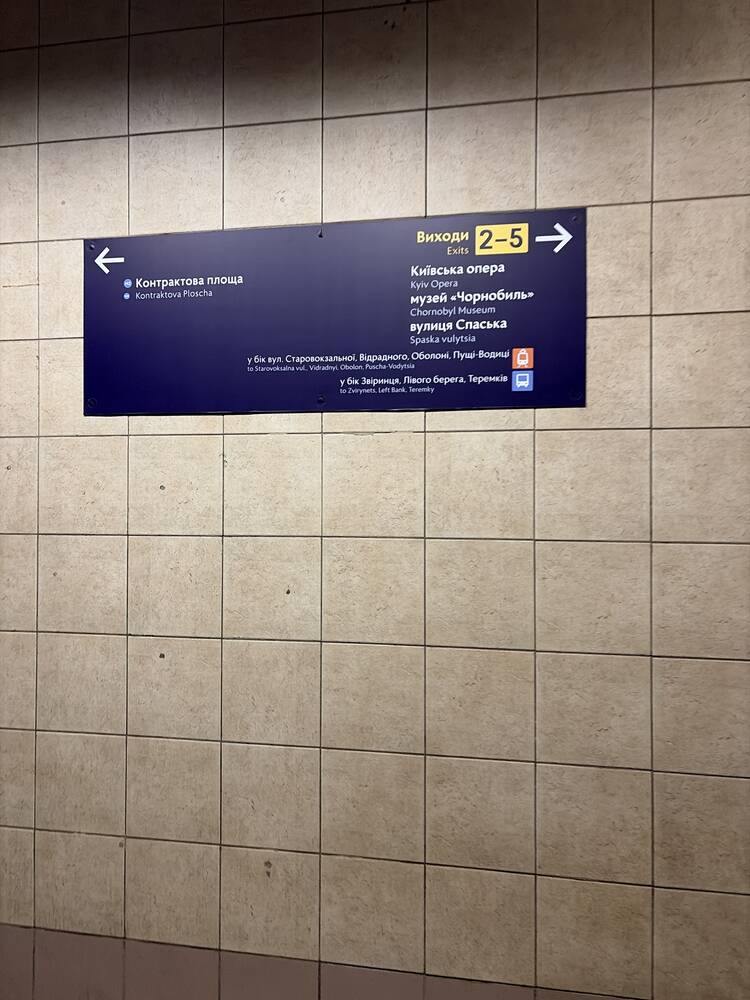 Контрактова площа
Kontraktova Ploscha
Виходи 2–5
Exits
Київська опера
Kyiv Opera
музей «Чорнобиль»
Chornobyl Museum
вулиця Спаська
Spaska vulytsia
у бік вул. Старовокзальної, Відрадного, Оболоні, Пущі-Водиці
to Starovoksalna vul., Vidradnyi, Obolon, Puscha-Vodytsia
у бік Звіринця, Лівого берега, Теремків
to Zvirynets, Left Bank, Teremky